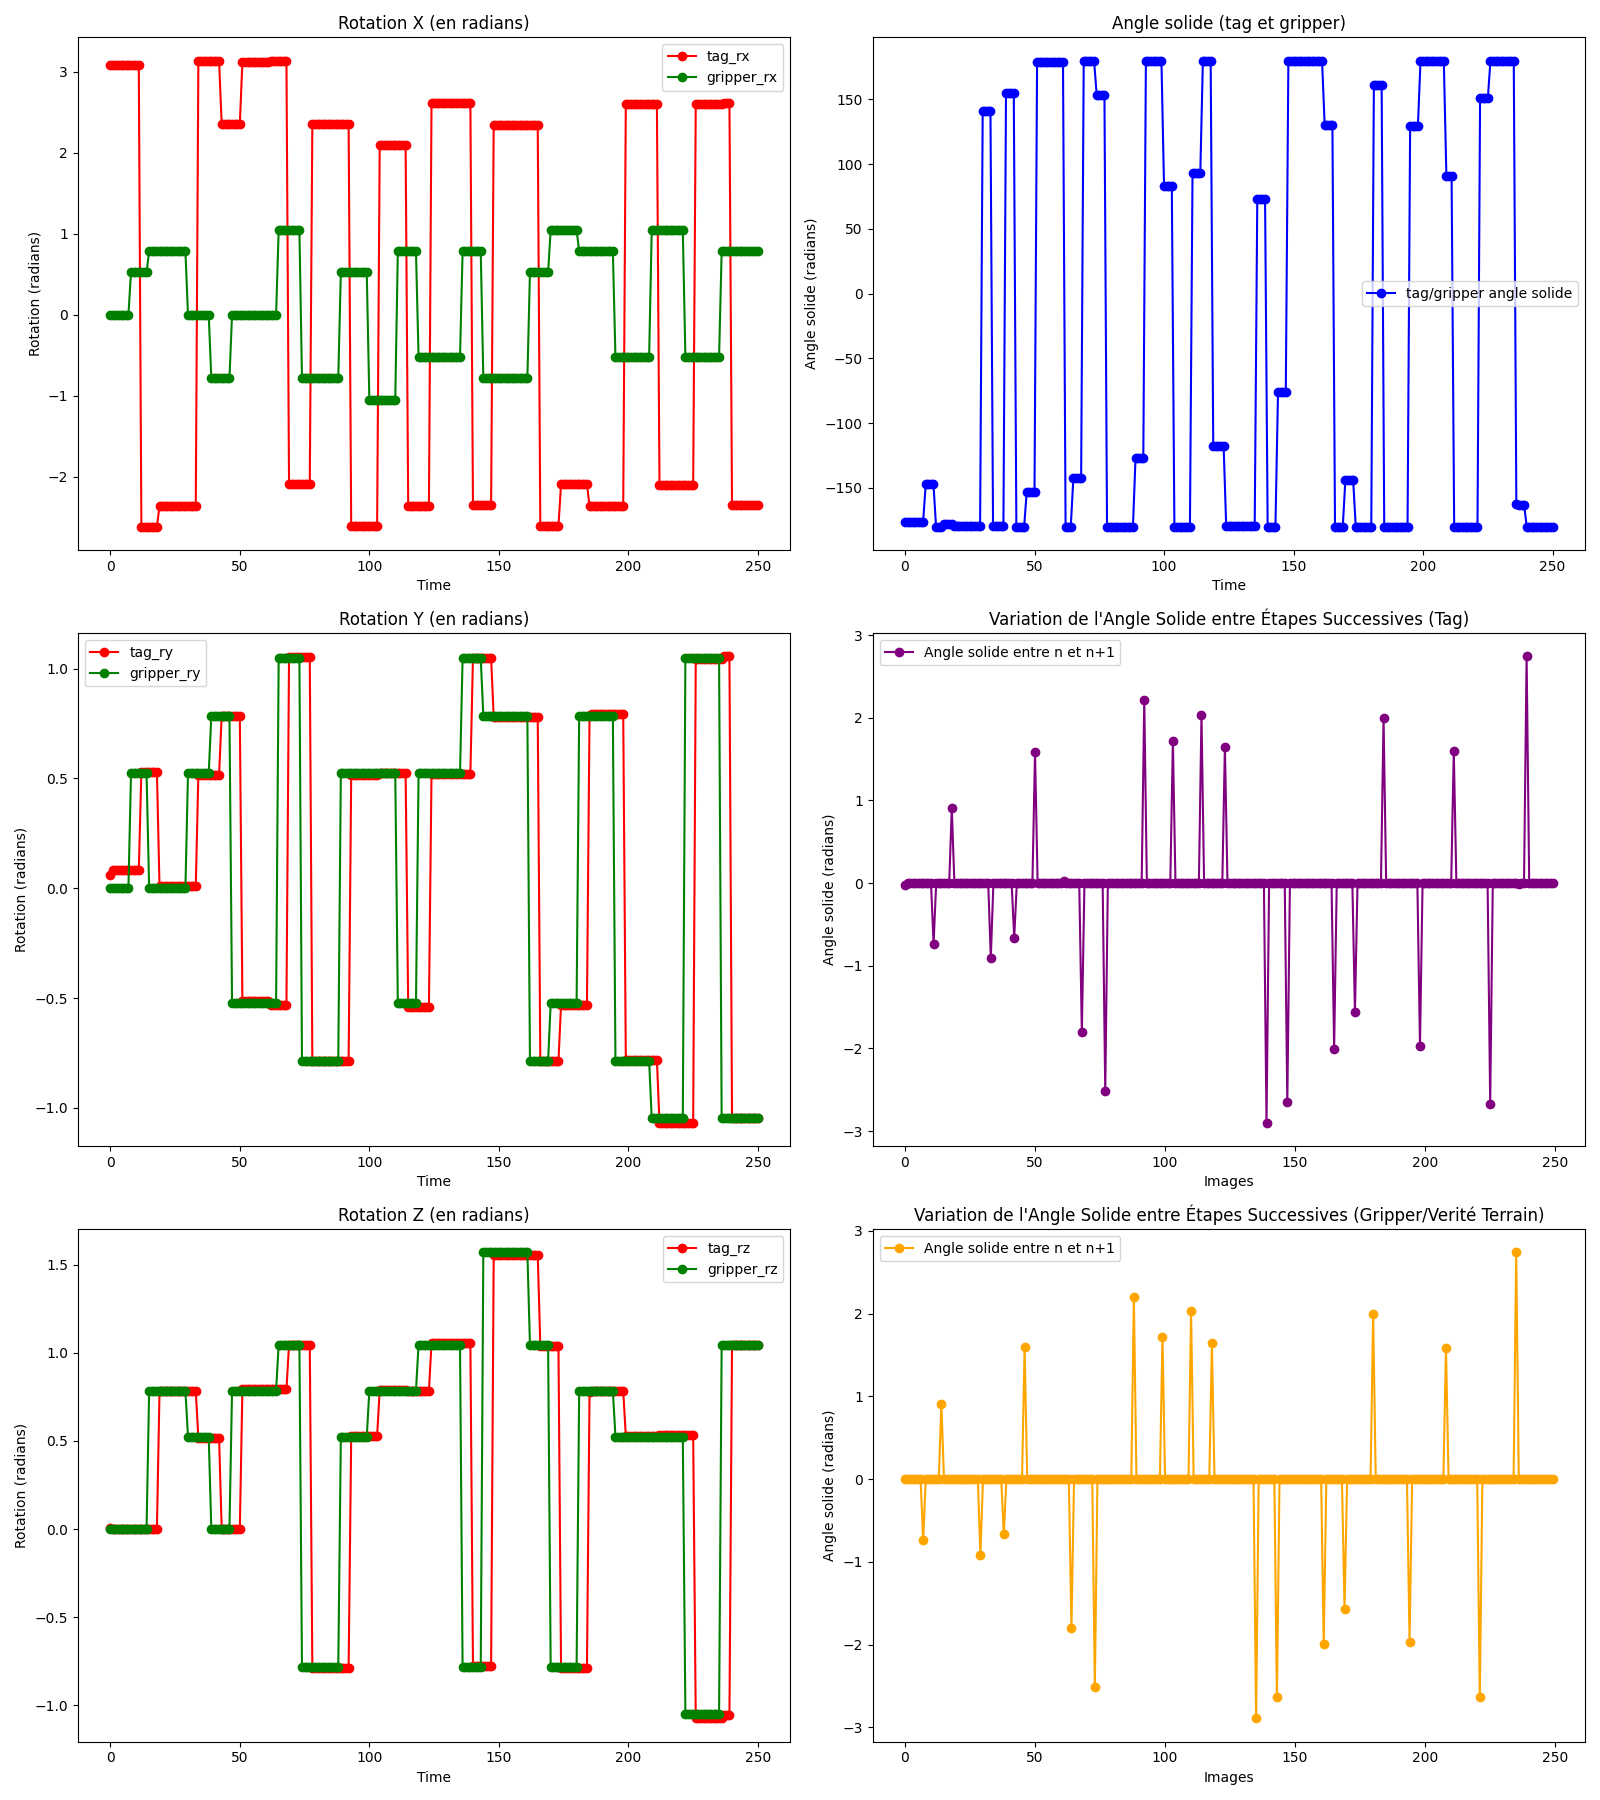 Rotation X (en radians)
Rotation (radians)
3
2
1
0
−1
−2
tag_rx
gripper_rx
0 50 100 150 200 250
Time
Angle solide (tag et gripper)
Angle solide (radians)
150
100
50
0
−50
−100
−150
tag/gripper angle solide
0 50 100 150 200 250
Time
Rotation Y (en radians)
Rotation (radians)
1.0
0.5
0.0
−0.5
−1.0
tag_ry
gripper_ry
0 50 100 150 200 250
Time
Variation de l'Angle Solide entre Étapes Successives (Tag)
Angle solide (radians)
3
2
1
0
−1
−2
−3
Angle solide entre n et n+1
0 50 100 150 200 250
Images
Rotation Z (en radians)
Rotation (radians)
1.5
1.0
0.5
0.0
−0.5
−1.0
tag_rz
gripper_rz
0 50 100 150 200 250
Time
Variation de l'Angle Solide entre Étapes Successives (Gripper/Verité Terrain)
Angle solide (radians)
3
2
1
0
−1
−2
−3
Angle solide entre n et n+1
0 50 100 150 200 250
Images